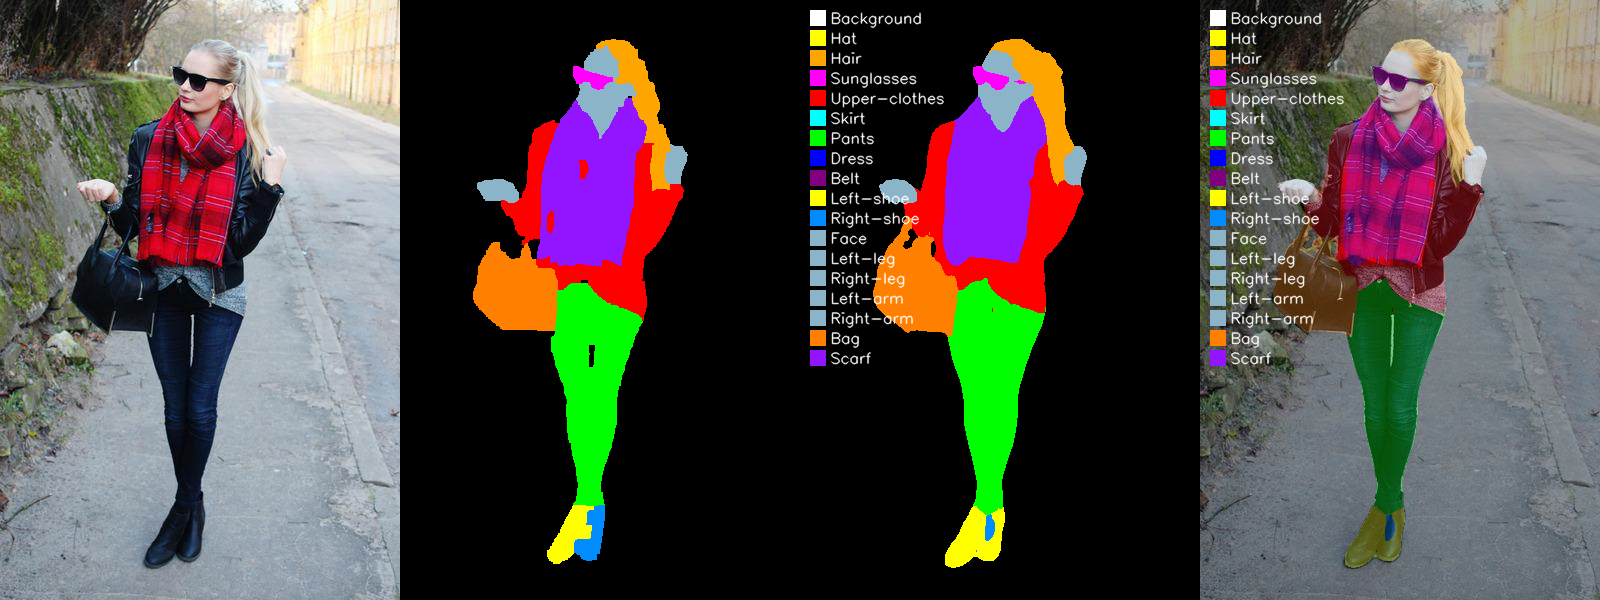 Background
Hat
Hair
Sunglasses
Upper-clothes
Skirt
Pants
Dress
Belt
Left-shoe
Right-shoe
Face
Left-leg
Right-leg
Left-arm
Right-arm
Bag
Scarf
Background
Hat
Hair
Sunglasses
Upper-clothes
Skirt
Pants
Dress
Belt
Left-shoe
Right-shoe
Face
Left-leg
Right-leg
Left-arm
Right-arm
Bag
Scarf